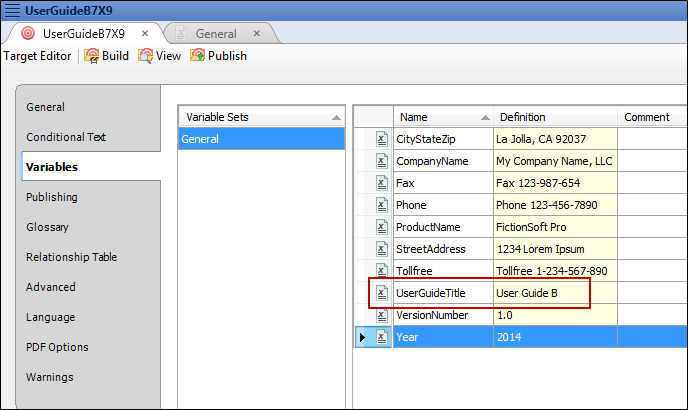 UserGuideB7X9
UserGuideB7X9 × General ×
Target Editor Build View Publish
General
Conditional Text
Variables
Publishing
Glossary
Relationship Table
Advanced
Language
PDF Options
Warnings
Variable Sets
General
Name Definition Comment
CityStateZip La Jolla, CA 92037
CompanyName My Company Name, LLC
Fax Fax 123-987-654
Phone Phone 123-456-7890
ProductName FictionSoft Pro
StreetAddress 1234 Lorem Ipsum
Tollfree Tollfree 1-234-567-890
UserGuideTitle User Guide B
VersionNumber 1.0
Year 2014